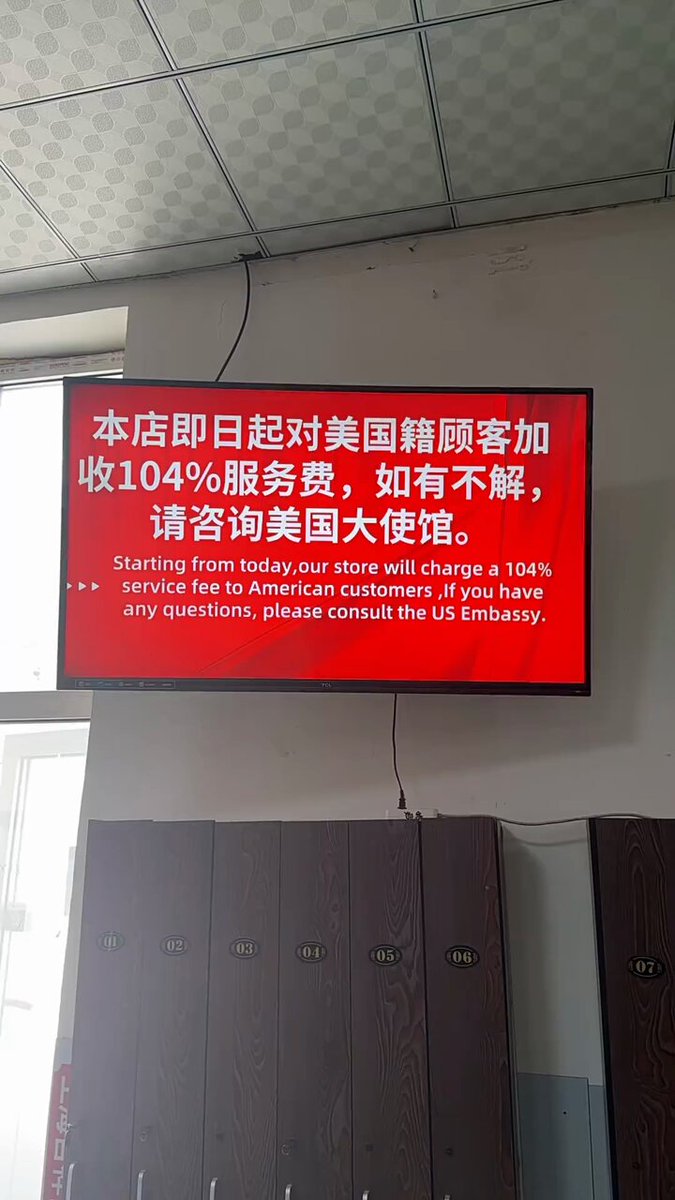 本店即日起对美国籍顾客加
收104%服务费，如有不解，
请咨询美国大使馆。
Starting from today,our store will charge a 104%
service fee to American customers ,If you have
any questions, please consult the US Embassy.
TCL
01
02
03
04
05
06
07